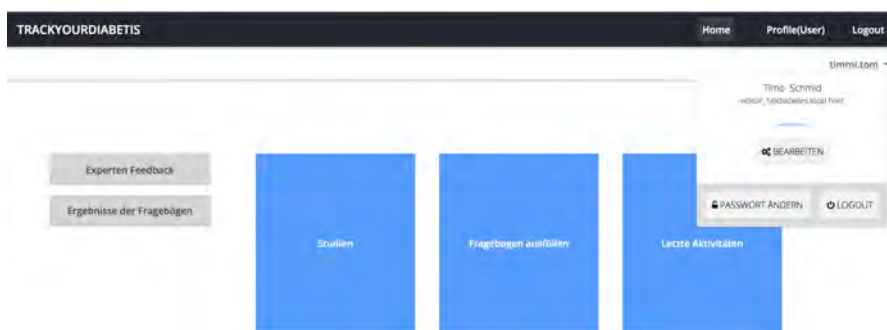 TRACKYOURDIABETIS
Home Profile(User) Logout
timmi.tom
Timo Schmid
BEARBEITEN
Experten Feedback
PASSWORT ÄNDERN LOGOUT
Ergebnisse der Fragebögen
Studien Fragebogen ausfüllen Letzte Aktivitäten